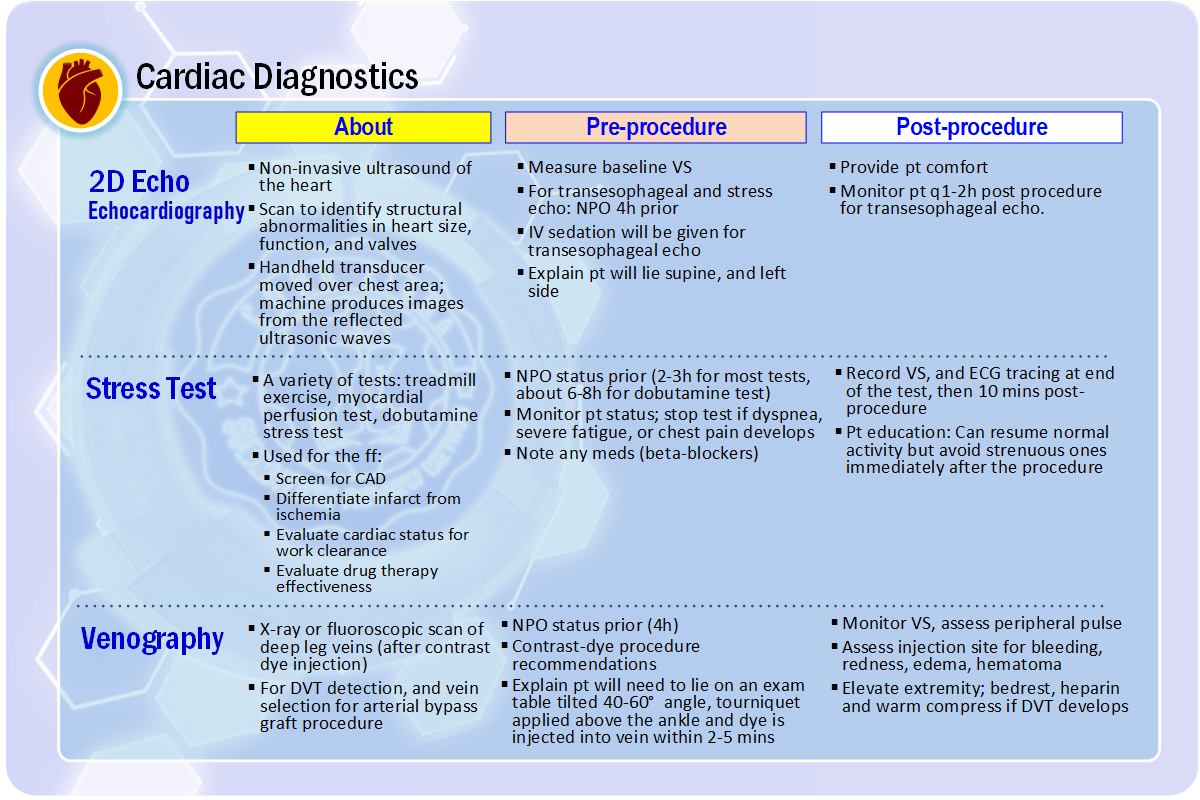 Cardiac Diagnostics
About
Pre-procedure
Post-procedure
2D Echo
Echocardiography
▪ Non-invasive ultrasound of
the heart
▪ Scan to identify structural
abnormalities in heart size,
function, and valves
▪ Handheld transducer
moved over chest area;
machine produces images
from the reflected
ultrasonic waves
▪ Measure baseline VS
▪ For transesophageal and stress
echo: NPO 4h prior
▪ IV sedation will be given for
transesophageal echo
▪ Explain pt will lie supine, and left
side
▪ Provide pt comfort
▪ Monitor pt q1-2h post procedure
for transesophageal echo.
Stress Test
▪ A variety of tests: treadmill
exercise, myocardial
perfusion test, dobutamine
stress test
▪ Used for the ff:
▪ Screen for CAD
▪ Differentiate infarct from
ischemia
▪ Evaluate cardiac status for
work clearance
▪ Evaluate drug therapy
effectiveness
▪ NPO status prior (2-3h for most tests,
about 6-8h for dobutamine test)
▪ Monitor pt status; stop test if dyspnea,
severe fatigue, or chest pain develops
▪ Note any meds (beta-blockers)
▪ Record VS, and ECG tracing at end
of the test, then 10 mins post-
procedure
▪ Pt education: Can resume normal
activity but avoid strenuous ones
immediately after the procedure
Venography
▪ X-ray or fluoroscopic scan of
deep leg veins (after contrast
dye injection)
▪ For DVT detection, and vein
selection for arterial bypass
graft procedure
▪ NPO status prior (4h)
▪ Contrast-dye procedure
recommendations
▪ Explain pt will need to lie on an exam
table tilted 40-60° angle, tourniquet
applied above the ankle and dye is
injected into vein within 2-5 mins
▪ Monitor VS, assess peripheral pulse
▪ Assess injection site for bleeding,
redness, edema, hematoma
▪ Elevate extremity; bedrest, heparin
and warm compress if DVT develops